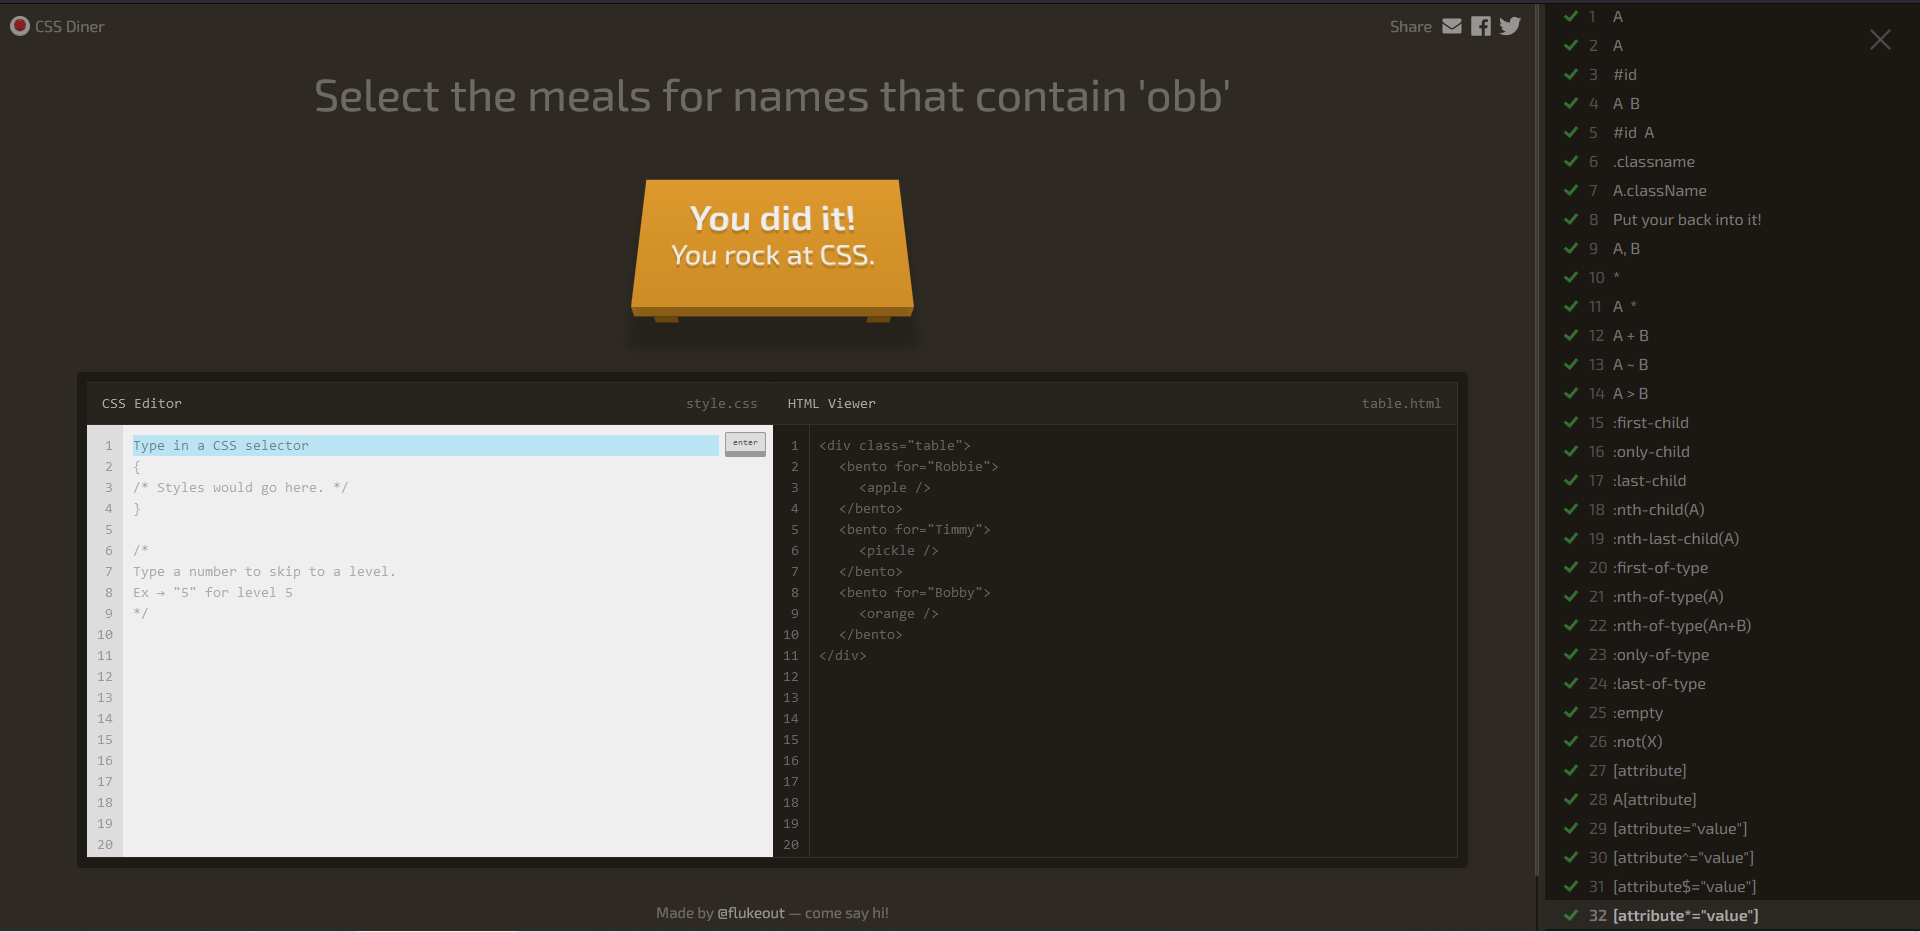 CSS Diner
Share
Select the meals for names that contain 'obb'
You did it!
You rock at CSS.
CSS Editor style.css
1 Type in a CSS selector enter
2 {
3 /* Styles would go here. */
4 }
5
6 /*
7 Type a number to skip to a level.
8 Ex → "5" for level 5
9 */
10
11
12
13
14
15
16
17
18
19
20
HTML Viewer table.html
1 <div class="table">
2 <bento for="Robbie">
3 <apple />
4 </bento>
5 <bento for="Timmy">
6 <pickle />
7 </bento>
8 <bento for="Bobby">
9 <orange />
10 </bento>
11 </div>
12
13
14
15
16
17
18
19
20
Made by @flukeout — come say hi!
1 A
2 A
3 #id
4 A B
5 #id A
6 .classname
7 A.className
8 Put your back into it!
9 A, B
10 *
11 A *
12 A + B
13 A ~ B
14 A > B
15 :first-child
16 :only-child
17 :last-child
18 :nth-child(A)
19 :nth-last-child(A)
20 :first-of-type
21 :nth-of-type(A)
22 :nth-of-type(An+B)
23 :only-of-type
24 :last-of-type
25 :empty
26 :not(X)
27 [attribute]
28 A[attribute]
29 [attribute="value"]
30 [attribute^="value"]
31 [attribute$="value"]
32 [attribute*="value"]